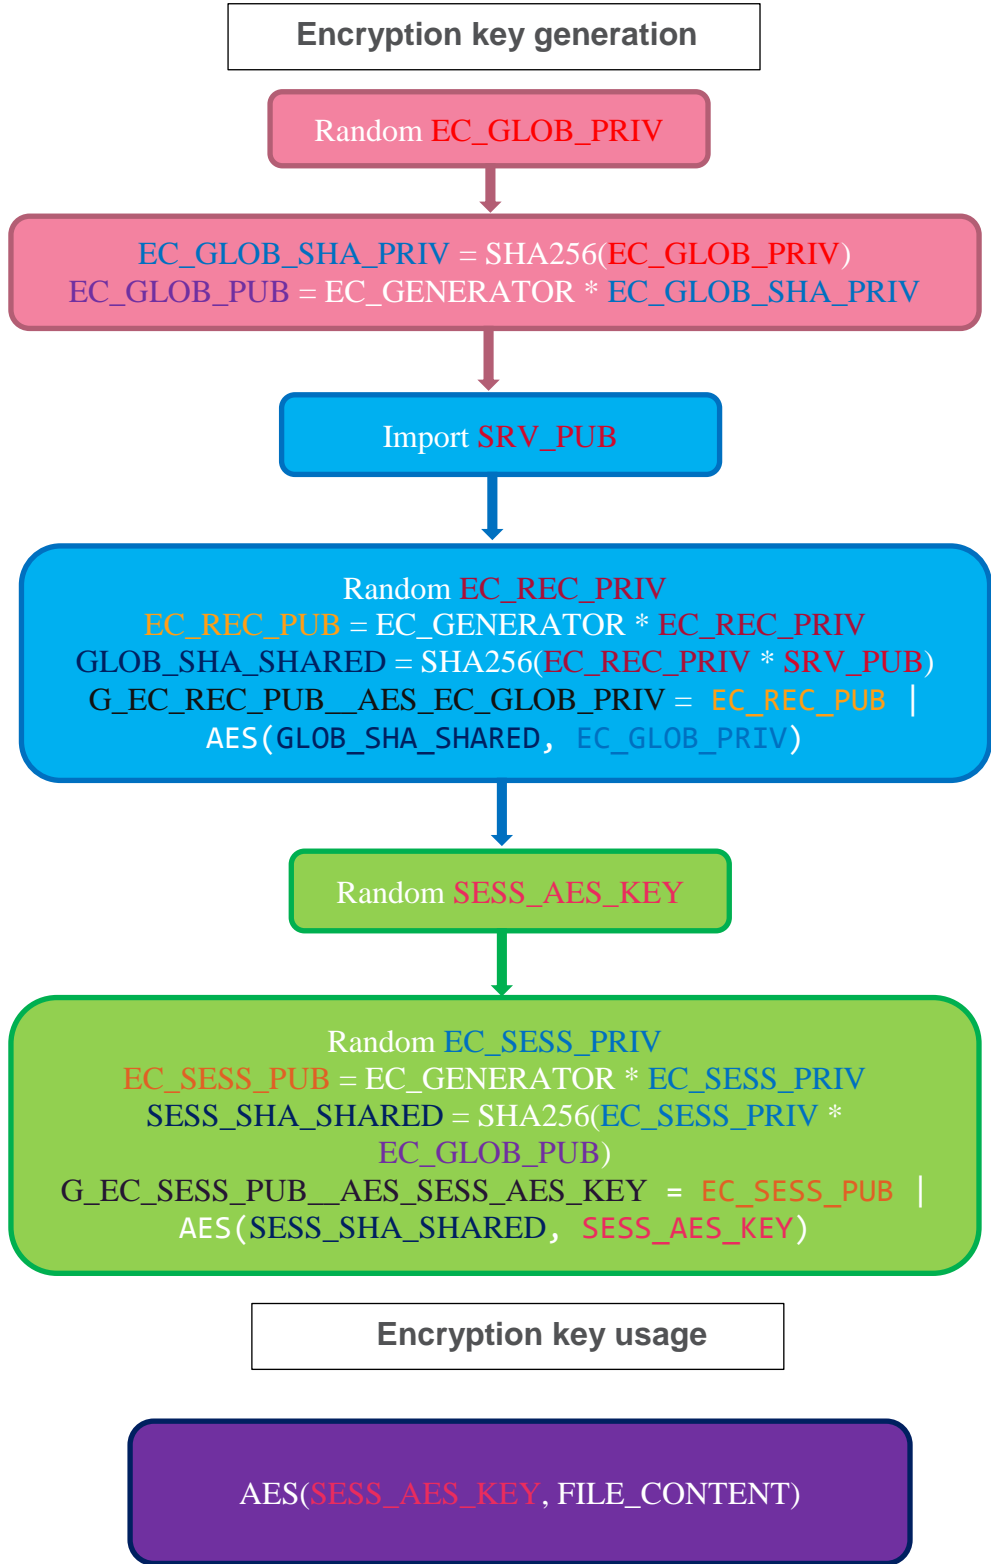 Encryption key generation
Random EC_GLOB_PRIV
EC_GLOB_SHA_PRIV = SHA256(EC_GLOB_PRIV)
EC_GLOB_PUB = EC_GENERATOR * EC_GLOB_SHA_PRIV
Import SRV_PUB
Random EC_REC_PRIV
EC_REC_PUB = EC_GENERATOR * EC_REC_PRIV
GLOB_SHA_SHARED = SHA256(EC_REC_PRIV * SRV_PUB)
G_EC_REC_PUB__AES_EC_GLOB_PRIV = EC_REC_PUB |
AES(GLOB_SHA_SHARED, EC_GLOB_PRIV)
Random SESS_AES_KEY
Random EC_SESS_PRIV
EC_SESS_PUB = EC_GENERATOR * EC_SESS_PRIV
SESS_SHA_SHARED = SHA256(EC_SESS_PRIV *
EC_GLOB_PUB)
G_EC_SESS_PUB__AES_SESS_AES_KEY = EC_SESS_PUB |
AES(SESS_SHA_SHARED, SESS_AES_KEY)
Encryption key usage
AES(SESS_AES_KEY, FILE_CONTENT)